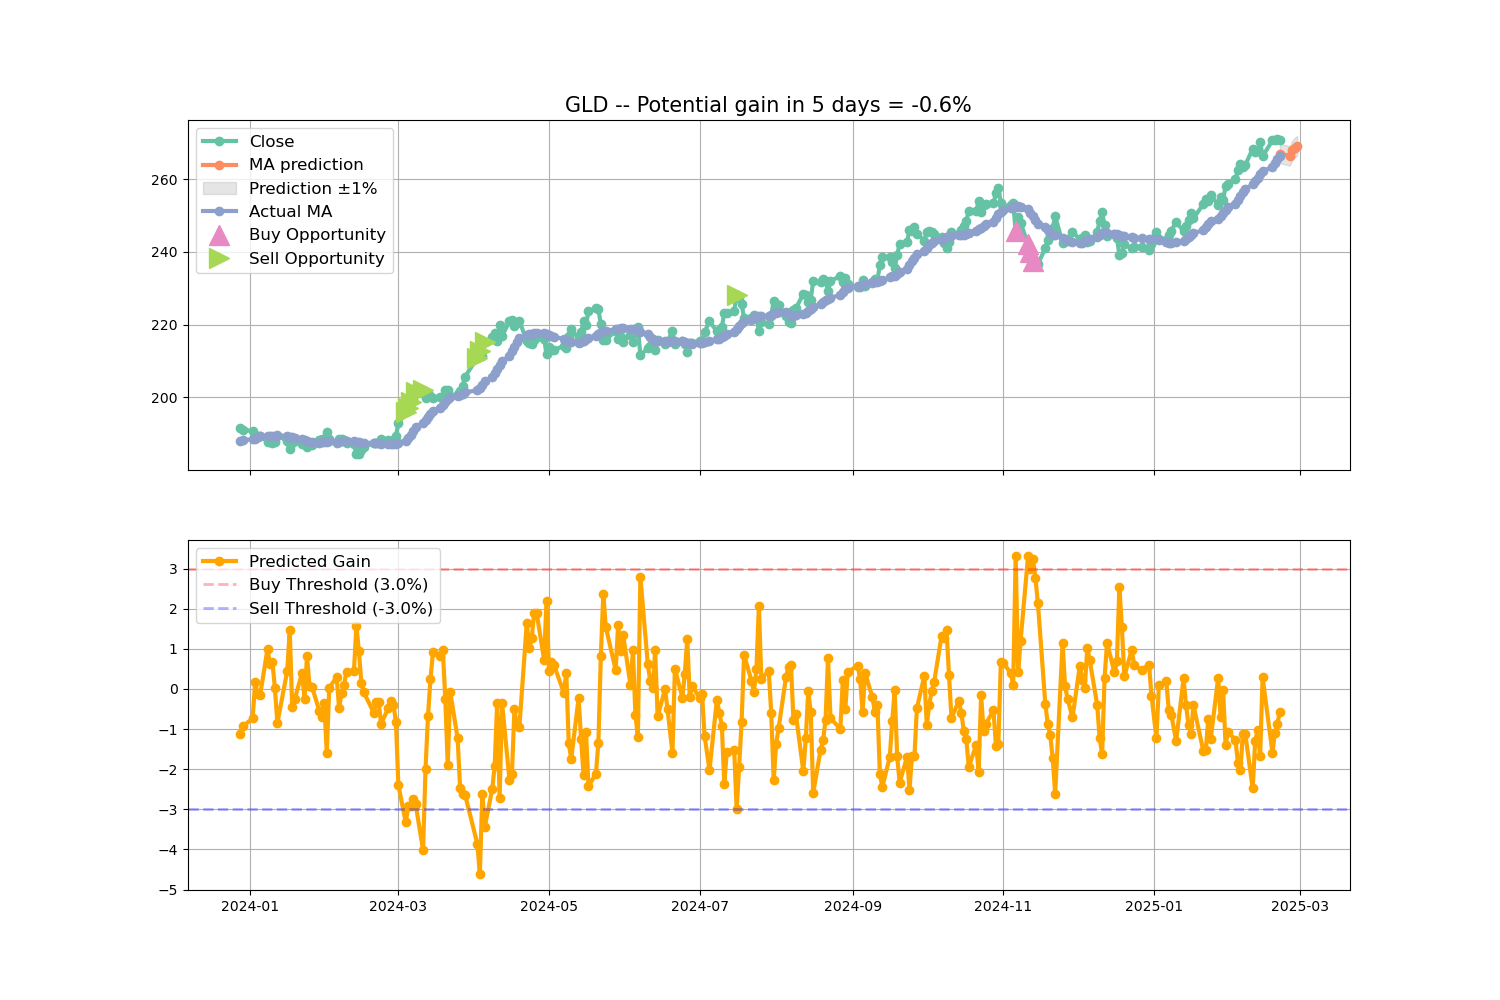 GLD -- Potential gain in 5 days = -0.6%
Close
MA prediction
Prediction ±1%
Actual MA
Buy Opportunity
Sell Opportunity
260
240
220
200
Predicted Gain
Buy Threshold (3.0%)
Sell Threshold (-3.0%)
3
2
1
0
−1
−2
−3
−4
−5
2024-01 2024-03 2024-05 2024-07 2024-09 2024-11 2025-01 2025-03